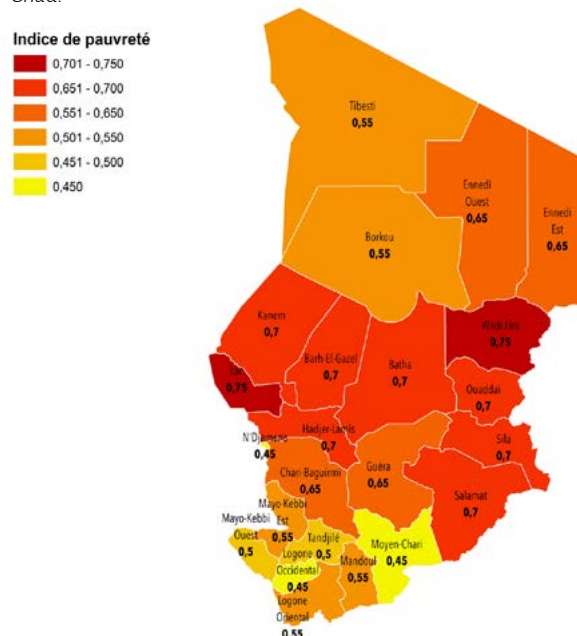 Chad.
Indice de pauvreté
0,701 - 0,750
0,651 - 0,700
0,551 - 0,650
0,501 - 0,550
0,451 - 0,500
0,450
Tibesti
0,55
Ennedi
Ouest
0,65
Ennedi
Est
0,65
Borkou
0,55
Kanem
0,7
Barh El-Gazel
0,7
Batha
0,7
Wadi Fira
0,75
Lac
0,75
Ouaddaï
0,7
Hadjer-Lamis
0,7
N'Djamena
0,45
Sila
0,7
Chari-Baguirmi
0,65
Guéra
0,65
Salamat
0,7
Mayo-Kebbi
Est
0,55
Mayo-Kebbi
Ouest
0,5
Tandjilé
0,5
Moyen-Chari
0,45
Logone
Occidental
0,45
Mandoul
0,55
Logone
Oriental
0,55